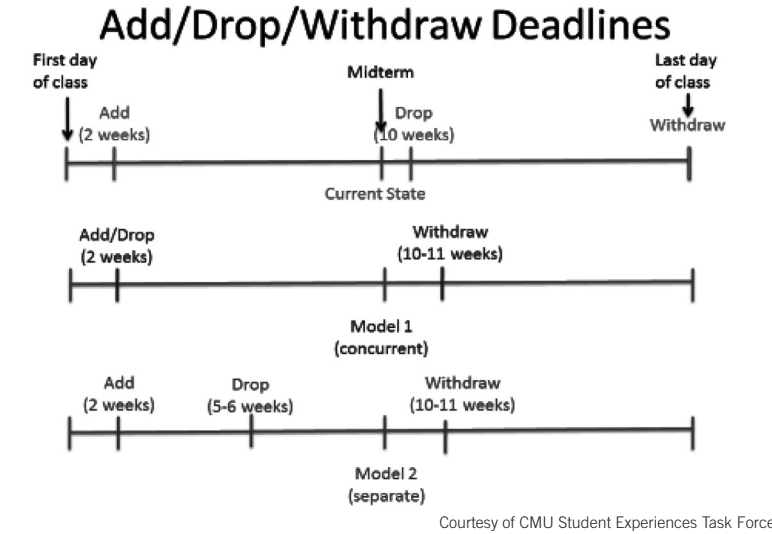 Add/Drop/Withdraw Deadlines
First day
of class
Midterm
Last day
of class
Add
(2 weeks)
Drop
(10 weeks)
Withdraw
Current State
Add/Drop
(2 weeks)
Withdraw
(10-11 weeks)
Model 1
(concurrent)
Add
(2 weeks)
Drop
(5-6 weeks)
Withdraw
(10-11 weeks)
Model 2
(separate)
Courtesy of CMU Student Experiences Task Force